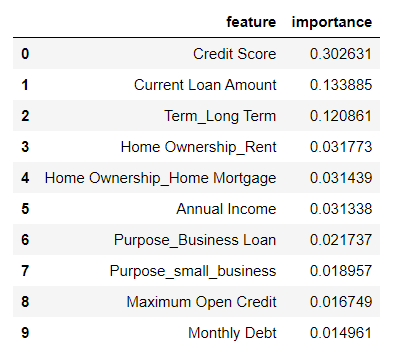 feature importance
0 Credit Score 0.302631
1 Current Loan Amount 0.133885
2 Term_Long Term 0.120861
3 Home Ownership_Rent 0.031773
4 Home Ownership_Home Mortgage 0.031439
5 Annual Income 0.031338
6 Purpose_Business Loan 0.021737
7 Purpose_small_business 0.018957
8 Maximum Open Credit 0.016749
9 Monthly Debt 0.014961